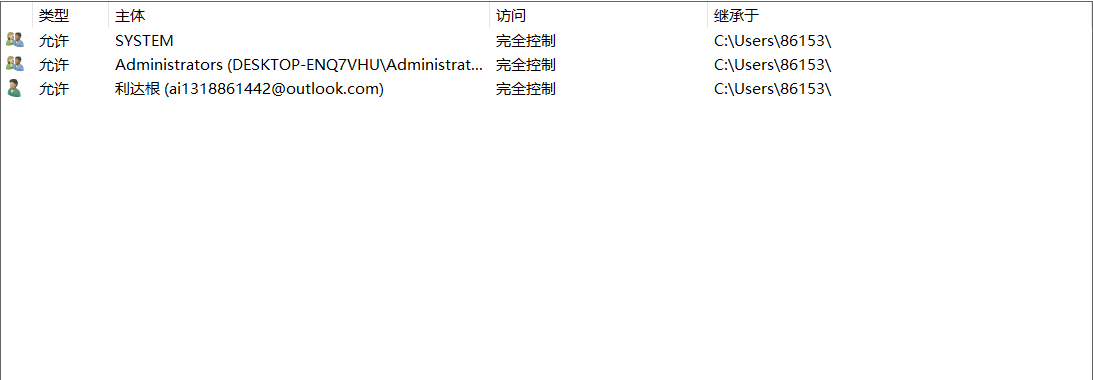 类型 主体 访问 继承于
允许 SYSTEM 完全控制 C:\Users\86153\
允许 Administrators (DESKTOP-ENQ7VHU\Administrat... 完全控制 C:\Users\86153\
允许 利达根 (ai1318861442@outlook.com) 完全控制 C:\Users\86153\